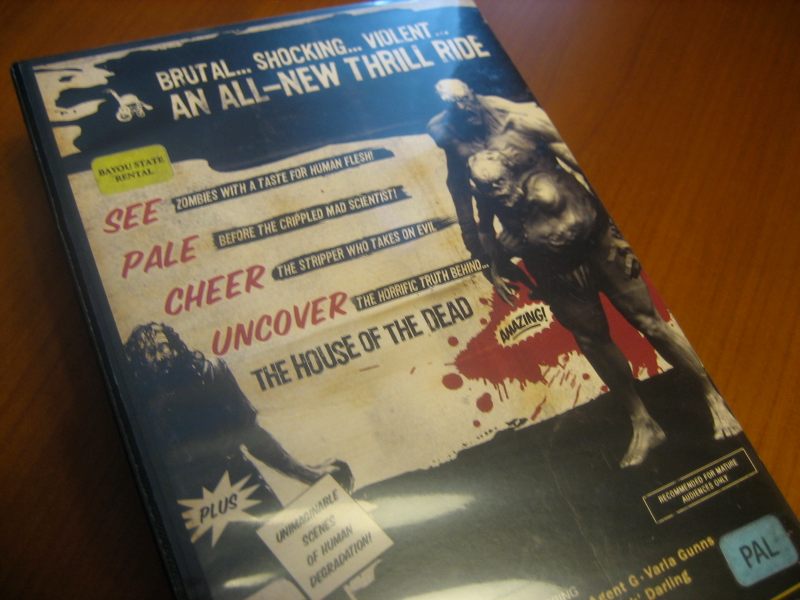 BRUTAL... SHOCKING... VIOLENT...
AN ALL-NEW THRILL RIDE
BAYOU STATE
RENTAL
SEE ZOMBIES WITH A TASTE FOR HUMAN FLESH!
PALE BEFORE THE CRIPPLED MAD SCIENTIST!
CHEER THE STRIPPER WHO TAKES ON EVIL
UNCOVER THE HORRIFIC TRUTH BEHIND...
THE HOUSE OF THE DEAD
AMAZING!
PLUS
UNIMAGINABLE
SCENES
OF HUMAN
DEGRADATION!
RECOMMENDED FOR MATURE
AUDIENCES ONLY
PAL
Agent G · Varla Gunns
Darling